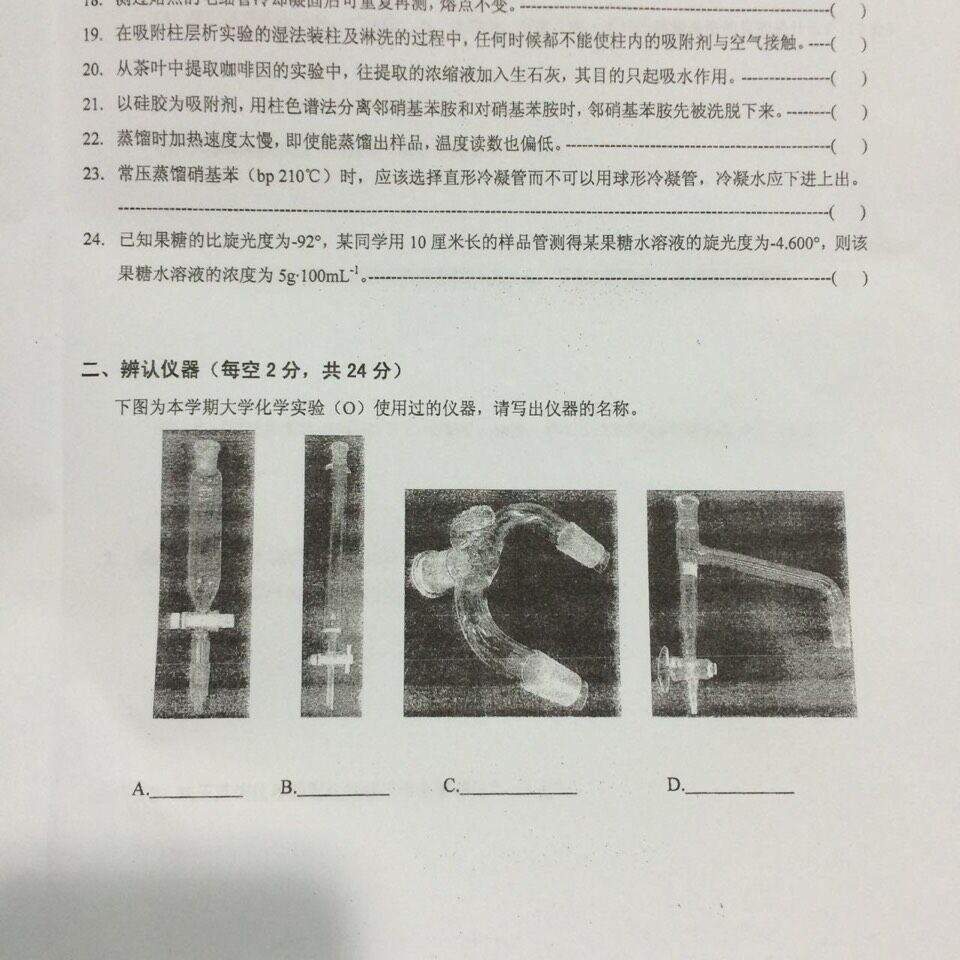 18. 测过熔点的毛细管冷却凝固后可重复再测，熔点不变。--------------------( )
19. 在吸附柱层析实验的湿法装柱及淋洗的过程中，任何时候都不能使柱内的吸附剂与空气接触。----( )
20. 从茶叶中提取咖啡因的实验中，往提取的浓缩液加入生石灰，其目的只起吸水作用。----------------( )
21. 以硅胶为吸附剂，用柱色谱法分离邻硝基苯胺和对硝基苯胺时，邻硝基苯胺先被洗脱下来。--------( )
22. 蒸馏时加热速度太慢，即使能蒸馏出样品，温度读数也偏低。------------------------------------------------( )
23. 常压蒸馏硝基苯（bp 210℃）时，应该选择直形冷凝管而不可以用球形冷凝管，冷凝水应下进上出。
--------------------------------------------------------------------------------( )
24. 已知果糖的比旋光度为-92°，某同学用 10 厘米长的样品管测得某果糖水溶液的旋光度为-4.600°，则该
果糖水溶液的浓度为 5g·100mL⁻¹。--------------------------------------------------------------------------------( )
二、辨认仪器（每空 2 分，共 24 分）
下图为本学期大学化学实验（O）使用过的仪器，请写出仪器的名称。
A.__________ B.__________ C.____________ D.___________